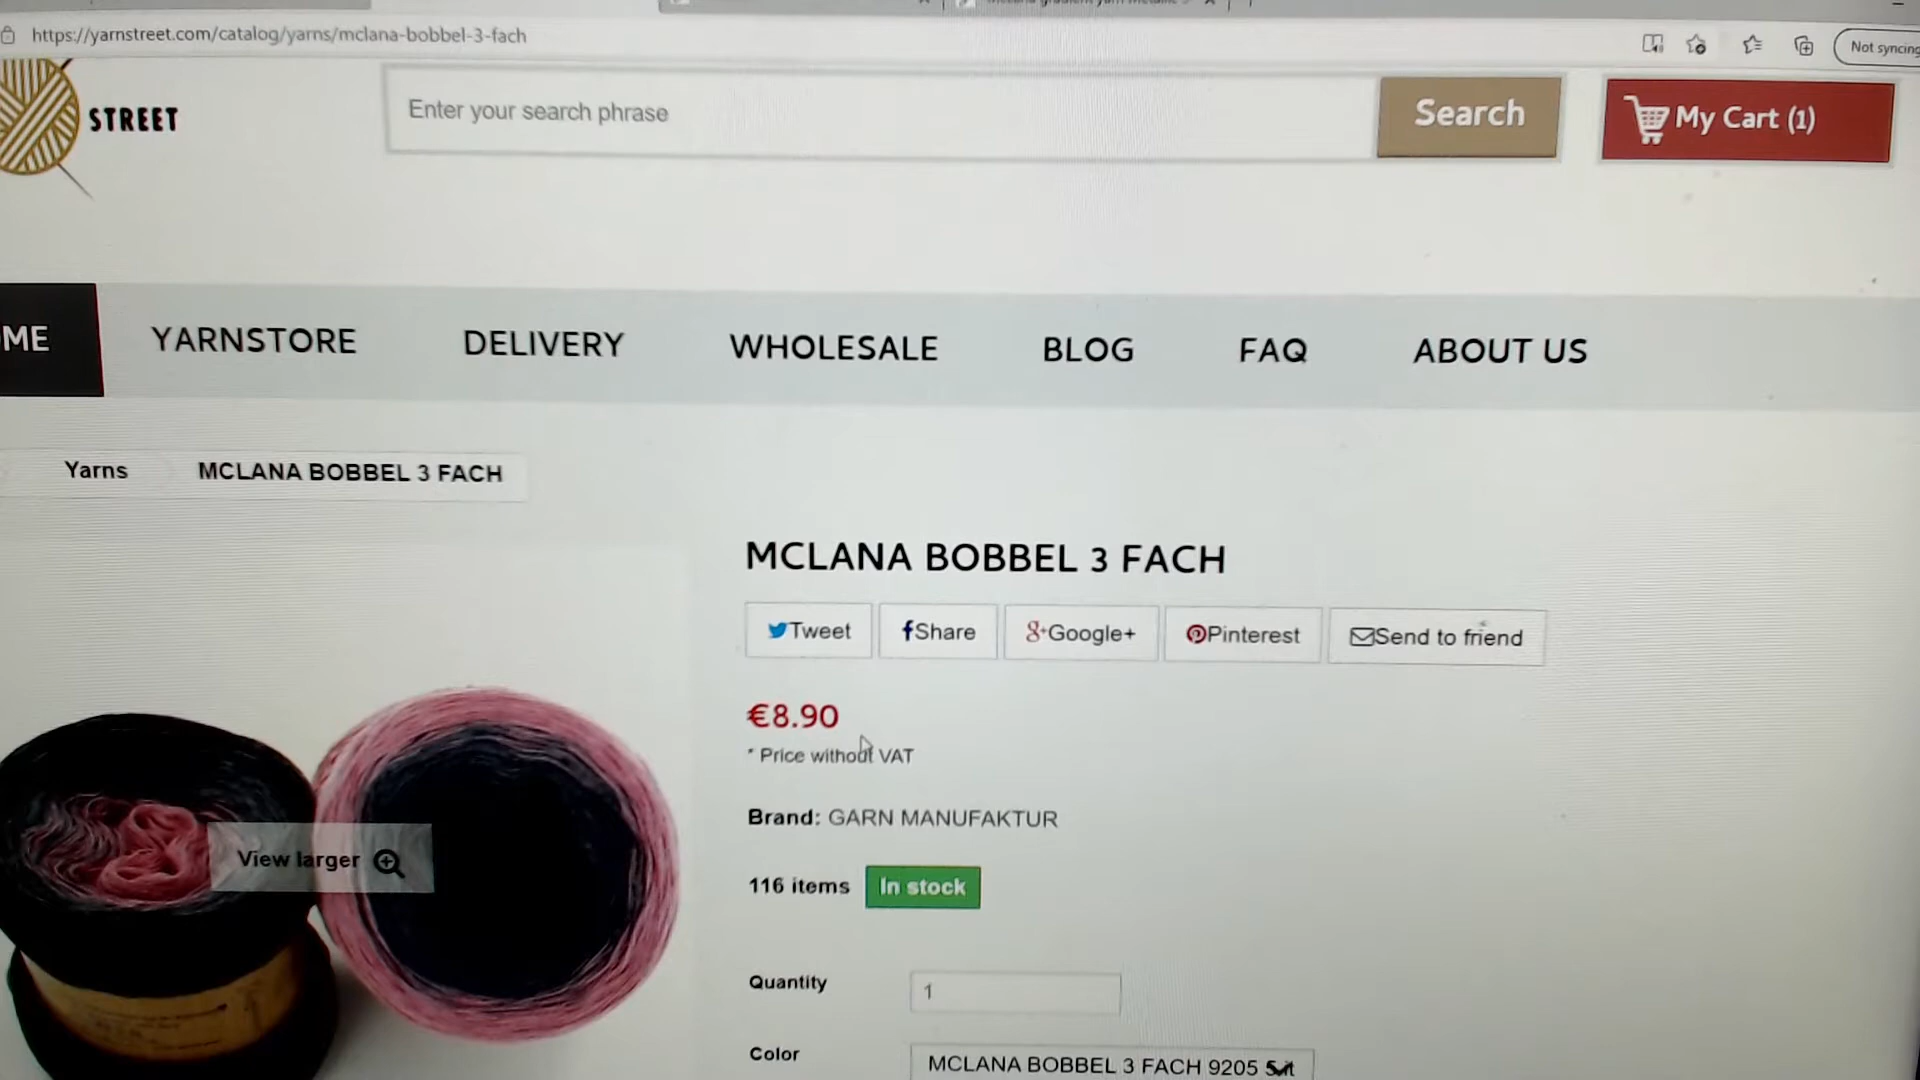 https://yarnstreet.com/catalog/yarns/mclana-bobbel-3-fach
Not syncing
STREET
Enter your search phrase
Search
My Cart (1)
ME
YARNSTORE
DELIVERY
WHOLESALE
BLOG
FAQ
ABOUT US
Yarns
MCLANA BOBBEL 3 FACH
MCLANA BOBBEL 3 FACH
Tweet
Share
Google+
Pinterest
Send to friend
€8.90
* Price without VAT
Brand: GARN MANUFAKTUR
116 items In stock
View larger
Quantity
1
Color
MCLANA BOBBEL 3 FACH 9205